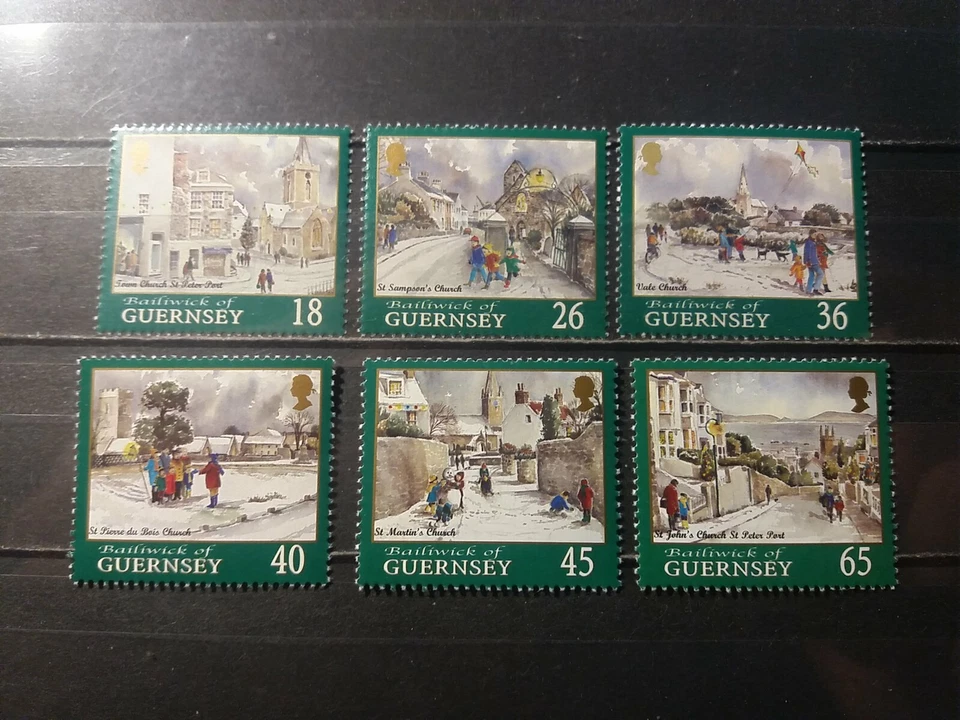 Town Church St Peter Port
Bailiwick of
GUERNSEY 18
St Sampson's Church
Bailiwick of
GUERNSEY 26
Vale Church
Bailiwick of
GUERNSEY 36
St Pierre du Bois Church
Bailiwick of
GUERNSEY 40
St Martin's Church
Bailiwick of
GUERNSEY 45
St John's Church St Peter Port
Bailiwick of
GUERNSEY 65